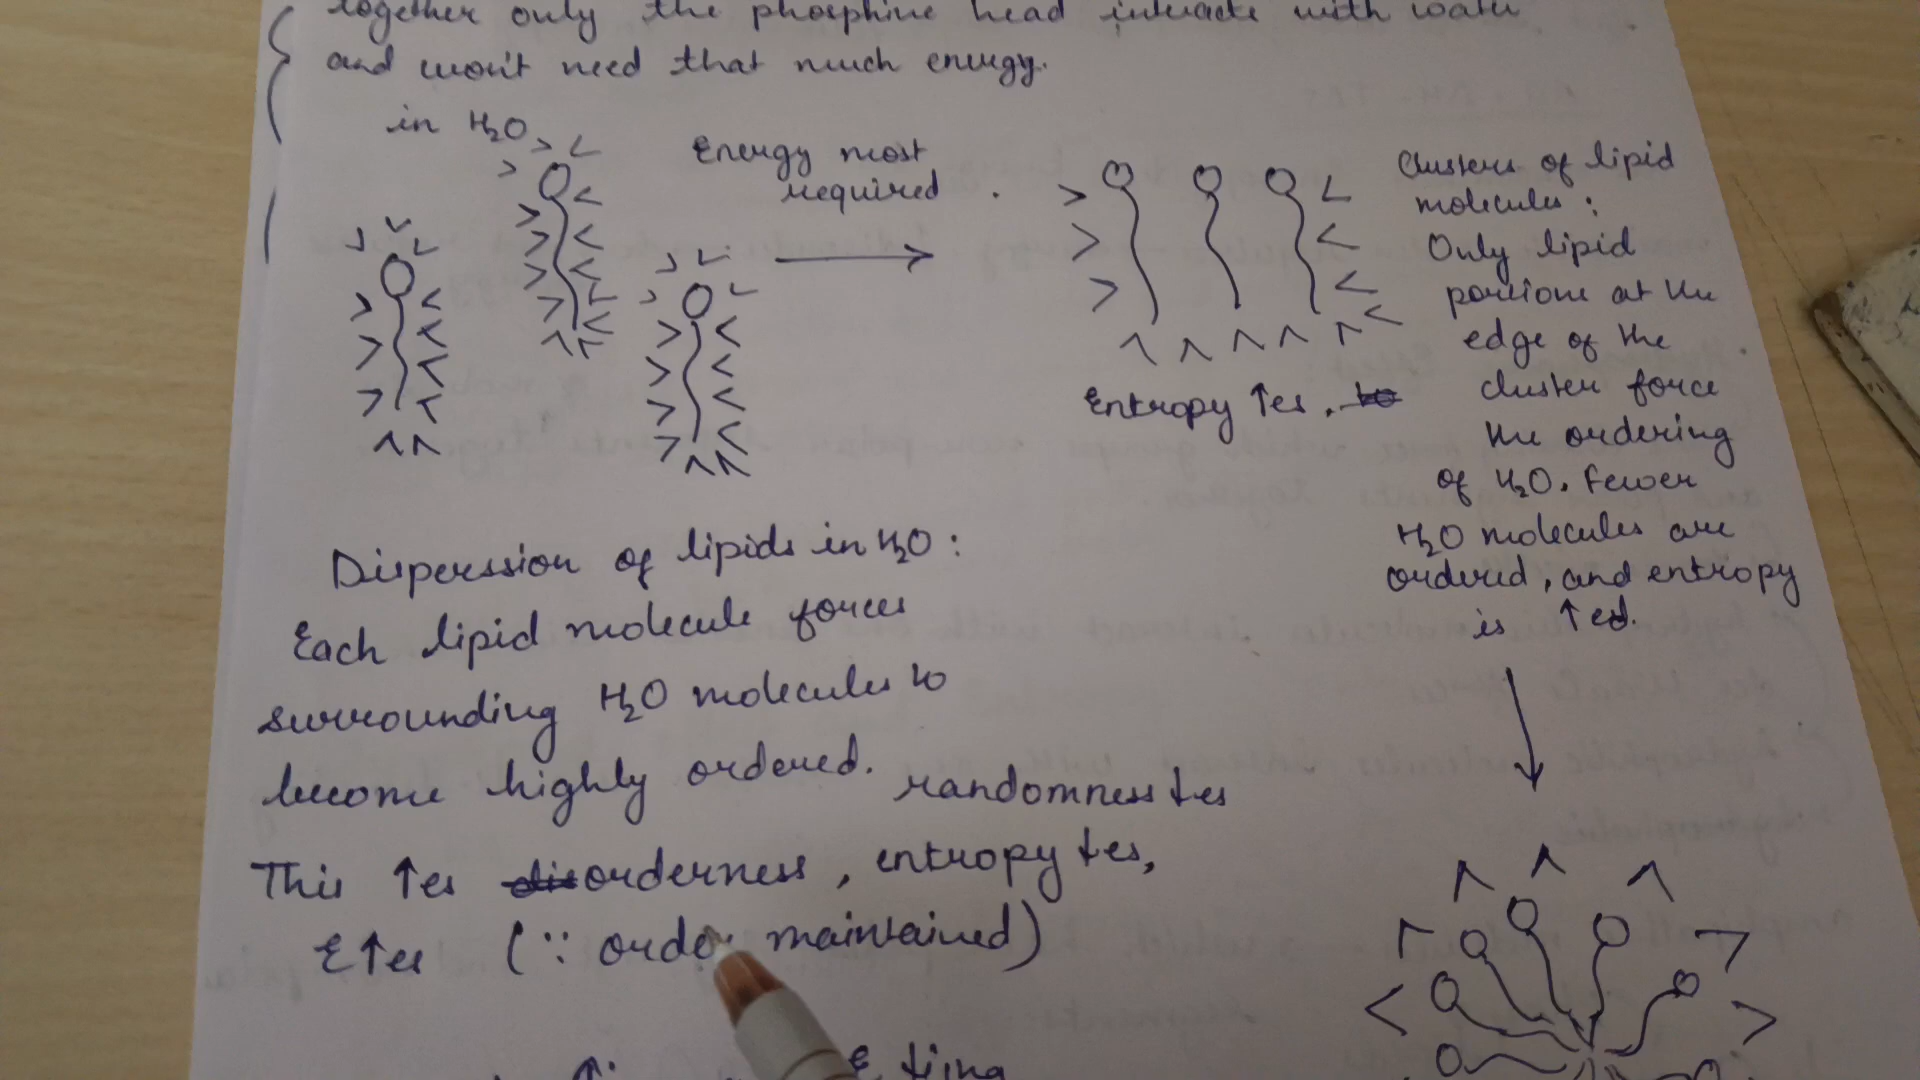 together only the phosphine head interacts with water
and won't need that much energy.
in H₂O
Energy most
required.
Clusters of lipid
molecules:
Only lipid
portions at the
edge of the
cluster force
the ordering
of H₂O. Fewer
H₂O molecules are
ordered, and entropy
is ↑ed.
Entropy ↑es.
Disperssion of lipids in H₂O:
Each lipid molecule forces
surrounding H₂O molecules to
become highly ordered.
randomness ↓es
This ↑es orderness, entropy ↓es,
E↑es (∵ order maintained)